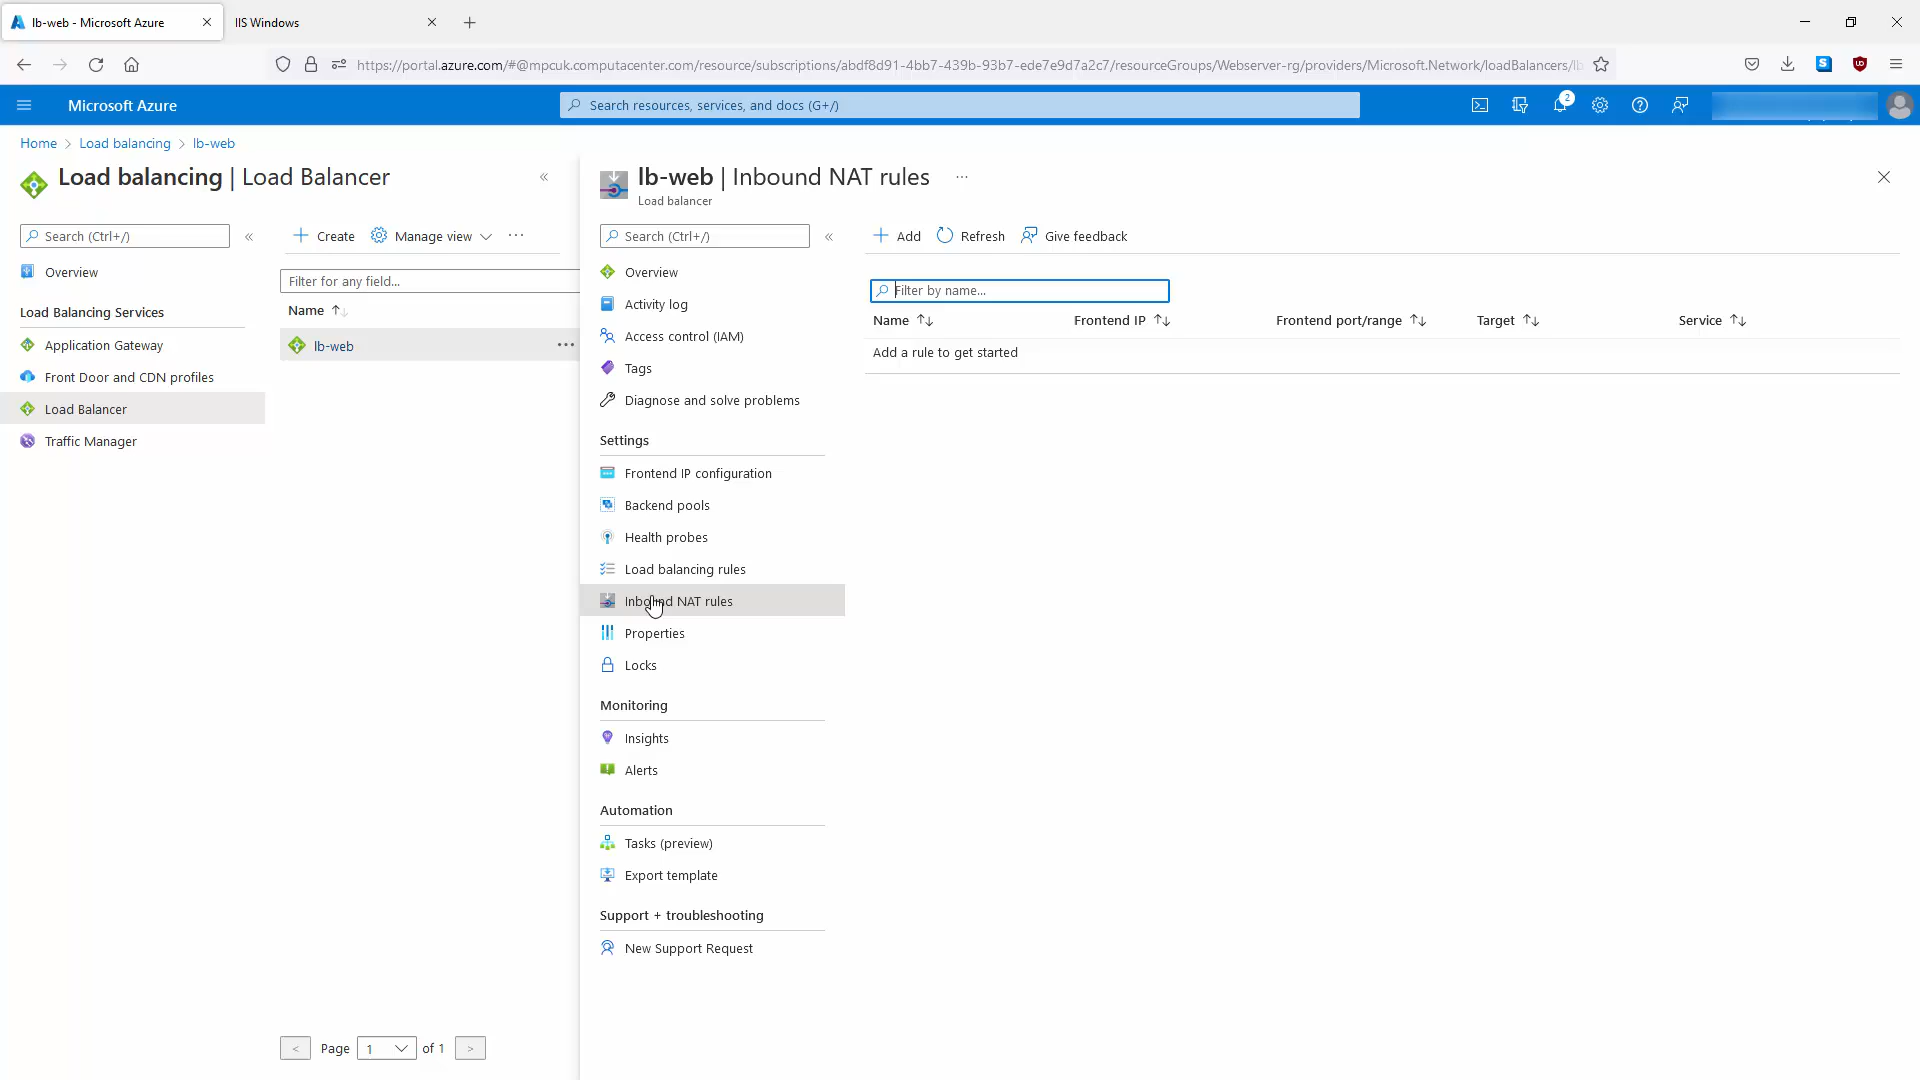 lb-web - Microsoft Azure
IIS Windows
https://portal.azure.com/#@mpcuk.computacenter.com/resource/subscriptions/abdf8d91-4bb7-439b-93b7-ede7e9d7a2c7/resourceGroups/Webserver-rg/providers/Microsoft.Network/loadBalancers/lb
Microsoft Azure
Search resources, services, and docs (G+/)
2
Home > Load balancing > lb-web
Load balancing | Load Balancer
«
Search (Ctrl+/)
«
Overview
Load Balancing Services
Application Gateway
Front Door and CDN profiles
Load Balancer
Traffic Manager
+ Create
Manage view
...
Filter for any field...
Name ↑↓
lb-web
...
< Page 1 of 1 >
lb-web | Inbound NAT rules ...
Load balancer
Search (Ctrl+/)
«
Overview
Activity log
Access control (IAM)
Tags
Diagnose and solve problems
Settings
Frontend IP configuration
Backend pools
Health probes
Load balancing rules
Inbound NAT rules
Properties
Locks
Monitoring
Insights
Alerts
Automation
Tasks (preview)
Export template
Support + troubleshooting
New Support Request
+ Add
Refresh
Give feedback
Filter by name...
Name ↑↓ Frontend IP ↑↓ Frontend port/range ↑↓ Target ↑↓ Service ↑↓
Add a rule to get started